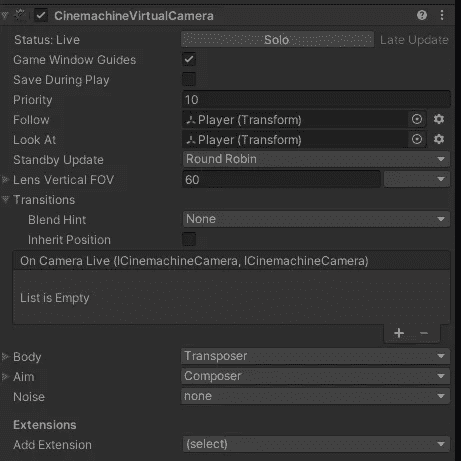 CinemachineVirtualCamera
Status: Live Solo Late Update
Game Window Guides
Save During Play
Priority 10
Follow Player (Transform)
Look At Player (Transform)
Standby Update Round Robin
Lens Vertical FOV 60
Transitions
Blend Hint None
Inherit Position
On Camera Live (ICinemachineCamera, ICinemachineCamera)
List is Empty
Body Transposer
Aim Composer
Noise none
Extensions
Add Extension (select)